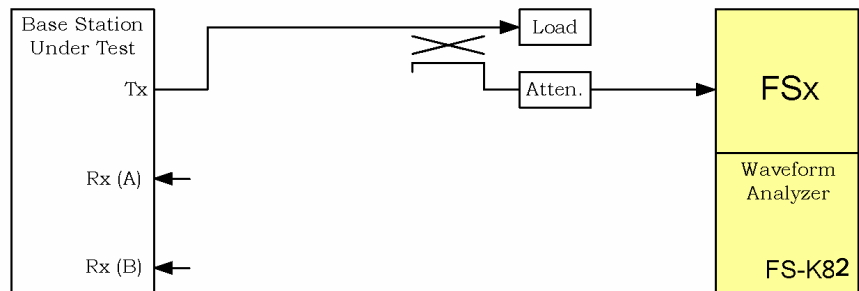 Base Station
Under Test
Tx
Rx (A)
Rx (B)
Load
Atten.
FSx
Waveform
Analyzer
FS-K82